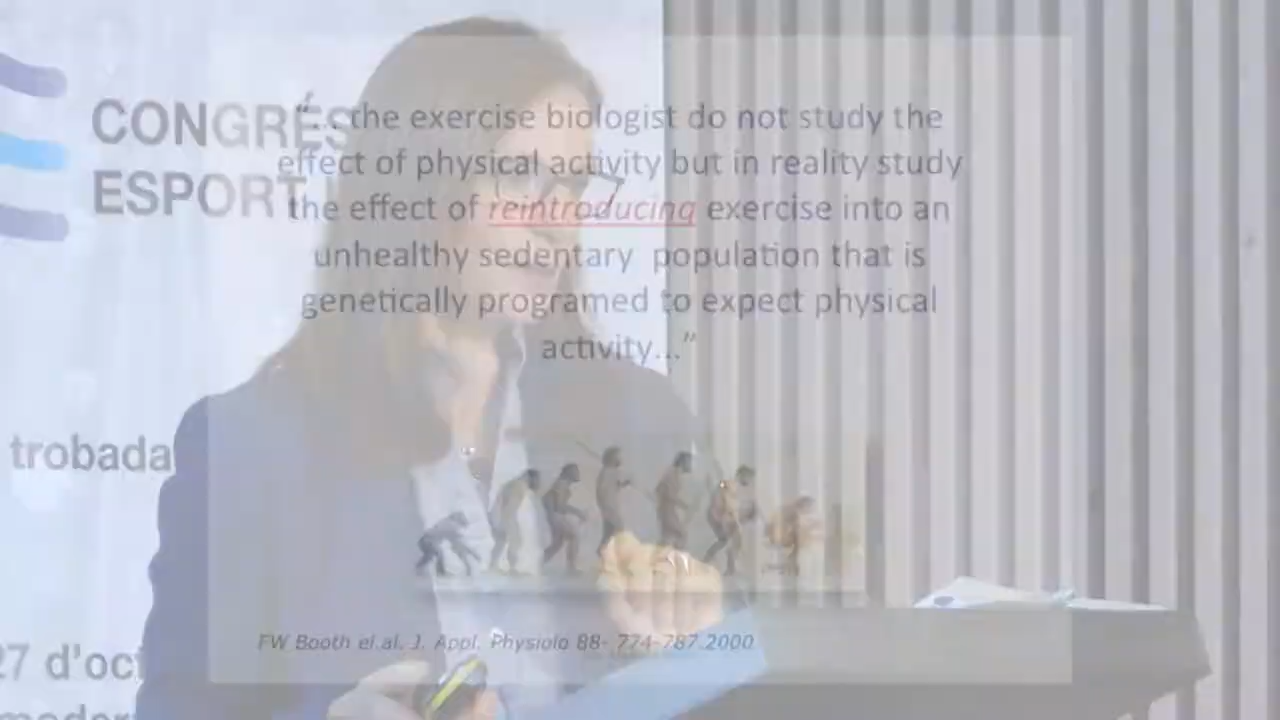 CONGRÉS
ESPORT
trobada
27 d'oct
moder
"... the exercise biologist do not study the
effect of physical activity but in reality study
the effect of reintroducing exercise into an
unhealthy sedentary population that is
genetically programed to expect physical
activity..."
FW Booth el.al. J. Appl. Physiolo 88- 774-787.2000